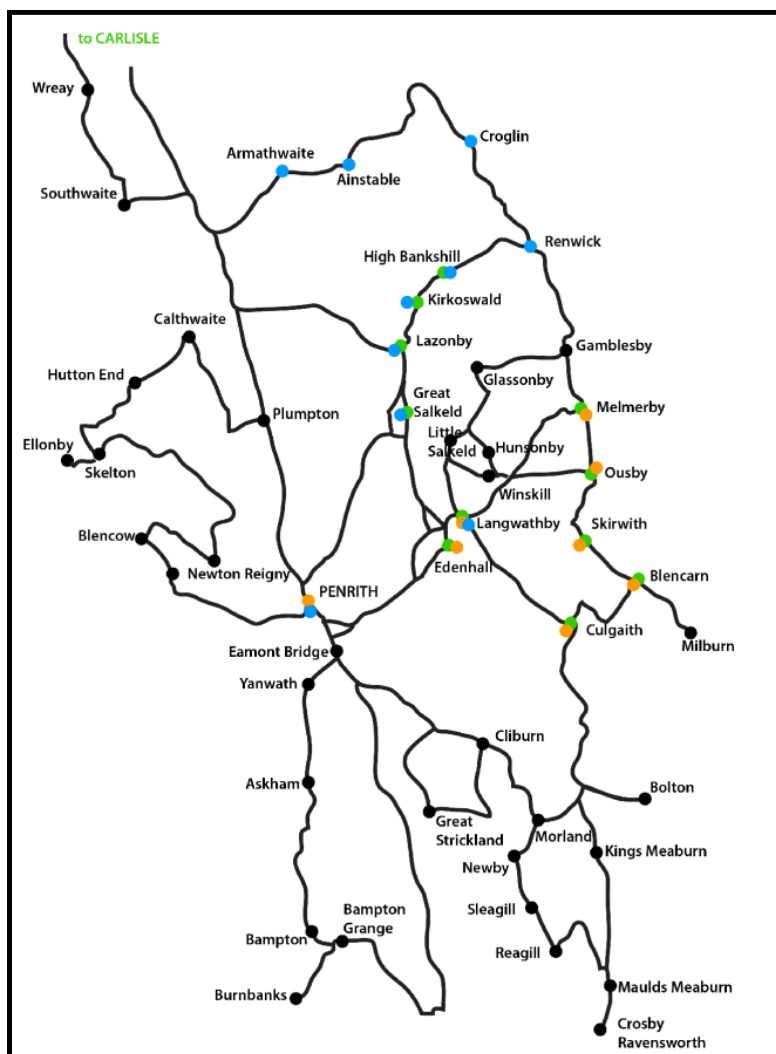 to CARLISLE
Wreay
Croglin
Armathwaite
Ainstable
Southwaite
Renwick
High Bankshill
Kirkoswald
Calthwaite
Lazonby
Gamblesby
Hutton End
Glassonby
Great
Salkeld
Melmerby
Plumpton
Little
Salkeld
Hunsonby
Ellonby
Skelton
Ousby
Winskill
Langwathby
Skirwith
Blencow
Edenhall
Newton Reigny
Blencarn
PENRITH
Culgaith
Milburn
Eamont Bridge
Yanwath
Cliburn
Askham
Bolton
Great
Strickland
Morland
Kings Meaburn
Newby
Sleagill
Bampton
Grange
Bampton
Reagill
Burnbanks
Maulds Meaburn
Crosby
Ravensworth